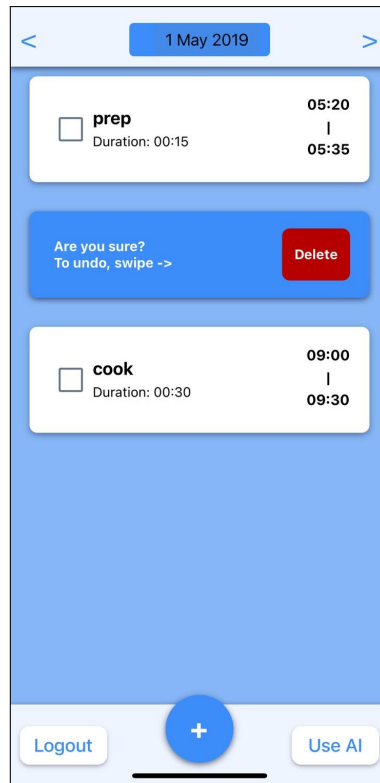 < 1 May 2019 >
prep
Duration: 00:15
05:20
|
05:35
Are you sure?
To undo, swipe ->
Delete
cook
Duration: 00:30
09:00
|
09:30
Logout
+
Use AI